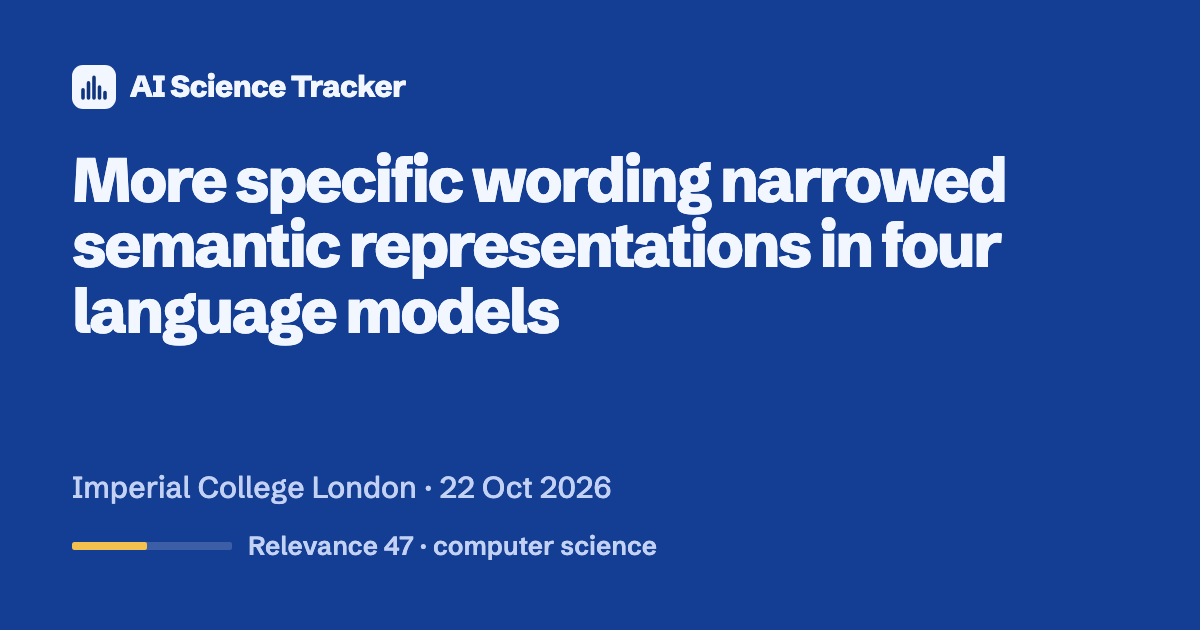 AI Science Tracker
More specific wording narrowed
semantic representations in four
language models
Imperial College London · 22 Oct 2026
Relevance 47 · computer science